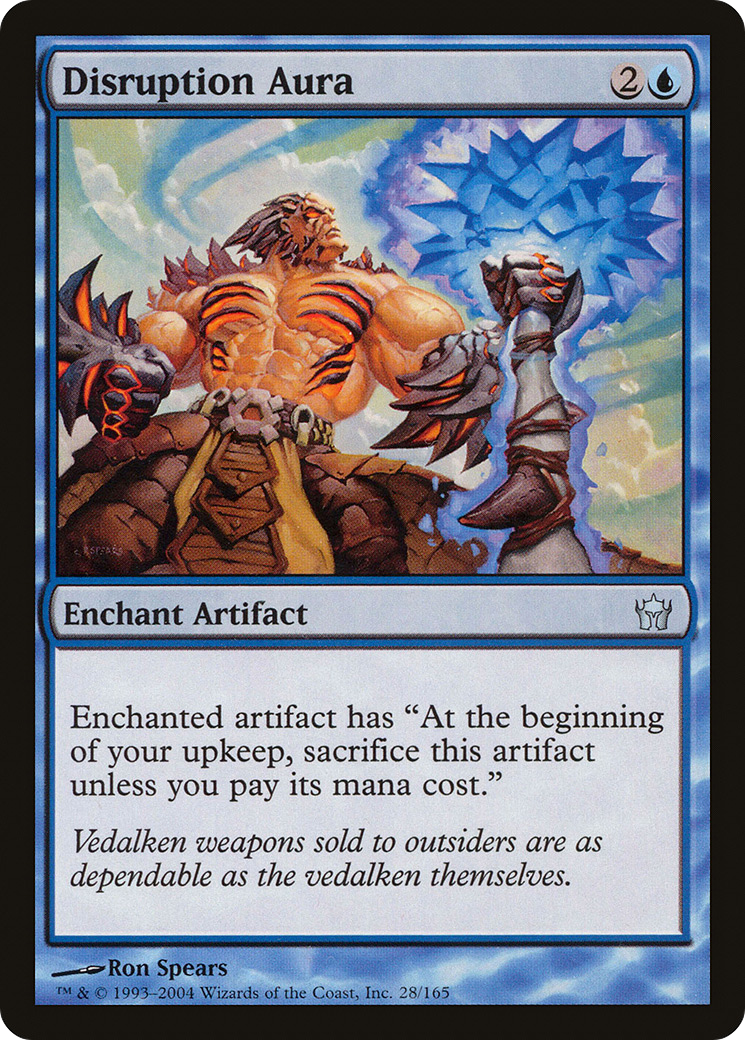 Disruption Aura
2
Enchant Artifact
Enchanted artifact has “At the beginning
of your upkeep, sacrifice this artifact
unless you pay its mana cost.”
Vedalken weapons sold to outsiders are as
dependable as the vedalken themselves.
Ron Spears
™ & © 1993–2004 Wizards of the Coast, Inc. 28/165